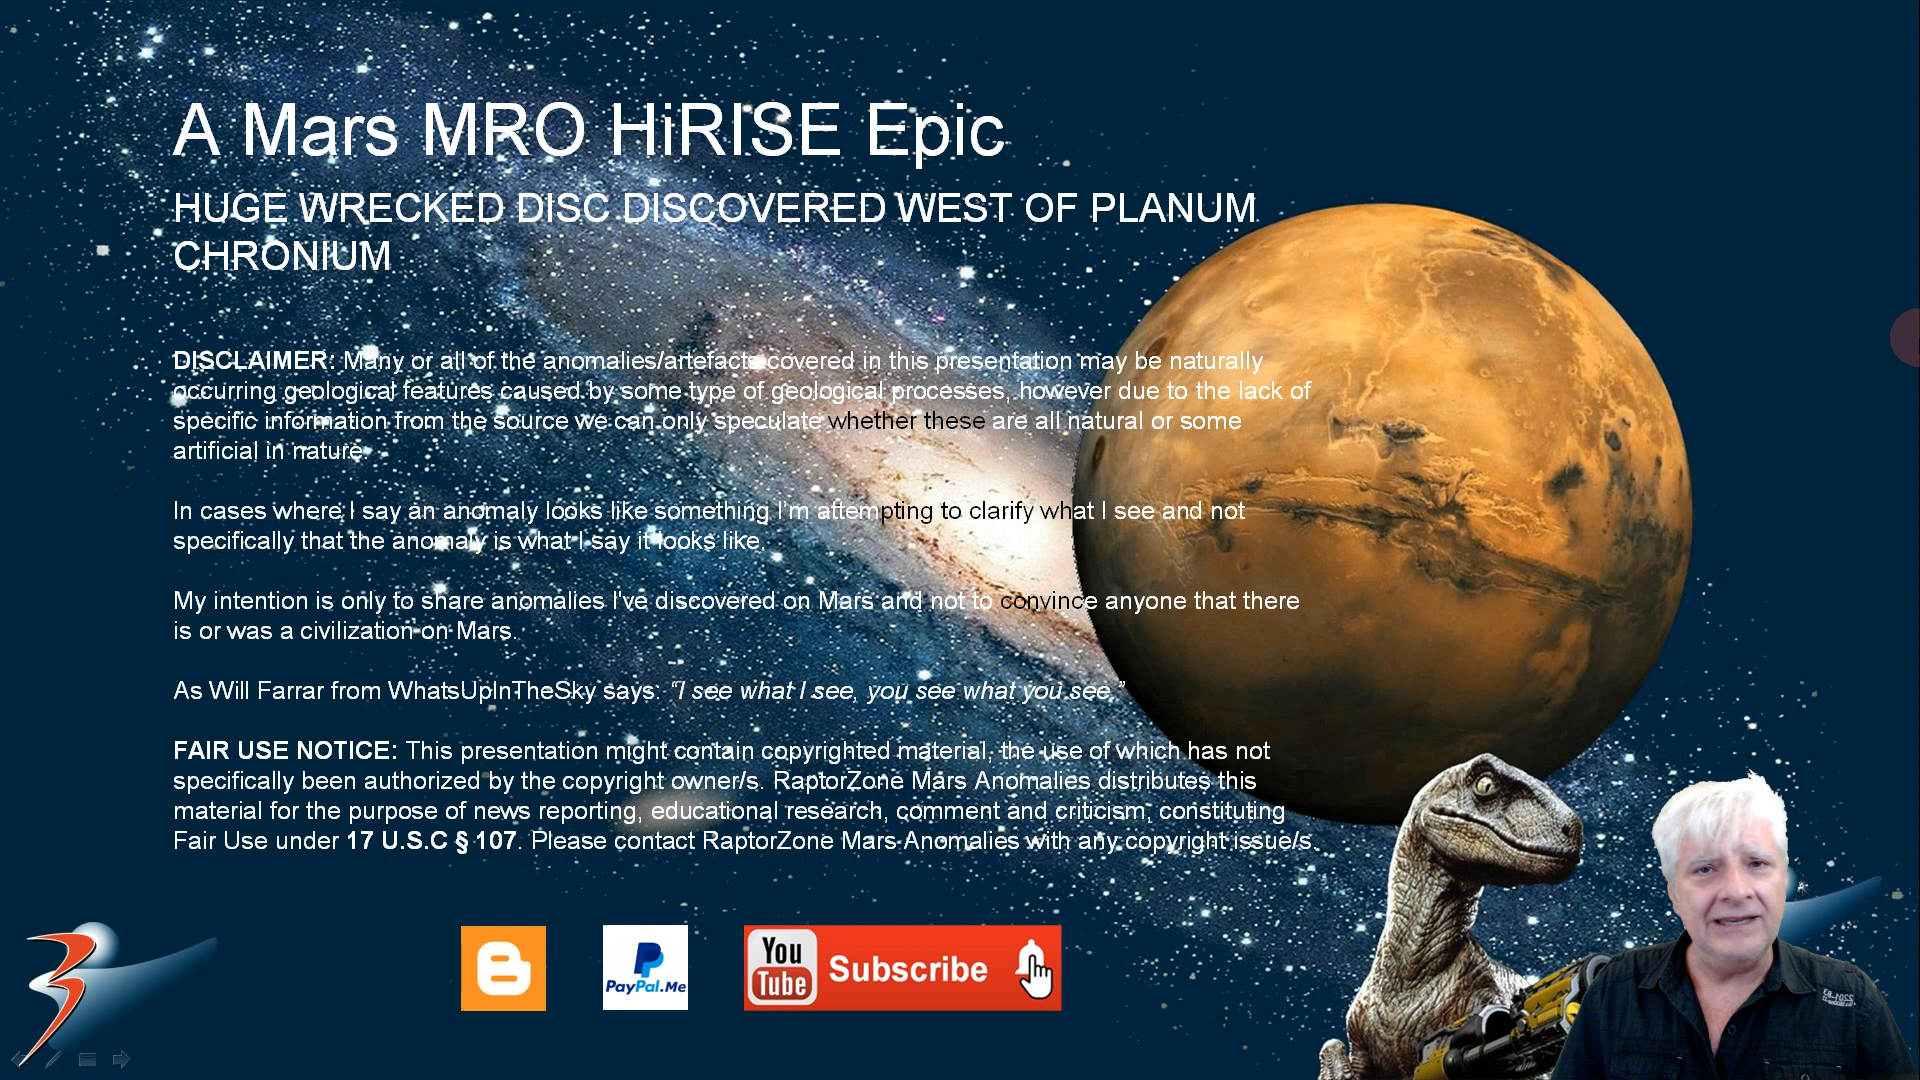 A Mars MRO HiRISE Epic
HUGE WRECKED DISC DISCOVERED WEST OF PLANUM
CHRONIUM
DISCLAIMER: Many or all of the anomalies/artefacts covered in this presentation may be naturally
occurring geological features caused by some type of geological processes, however due to the lack of
specific information from the source we can only speculate whether these are all natural or some
artificial in nature.
In cases where I say an anomaly looks like something I'm attempting to clarify what I see and not
specifically that the anomaly is what I say it looks like.
My intention is only to share anomalies I've discovered on Mars and not to convince anyone that there
is or was a civilization on Mars.
As Will Farrar from WhatsUpInTheSky says: “I see what I see, you see what you see.”
FAIR USE NOTICE: This presentation might contain copyrighted material, the use of which has not
specifically been authorized by the copyright owner/s. RaptorZone Mars Anomalies distributes this
material for the purpose of news reporting, educational research, comment and criticism, constituting
Fair Use under 17 U.S.C § 107. Please contact RaptorZone Mars Anomalies with any copyright issue/s.
PayPal.Me
You Tube Subscribe